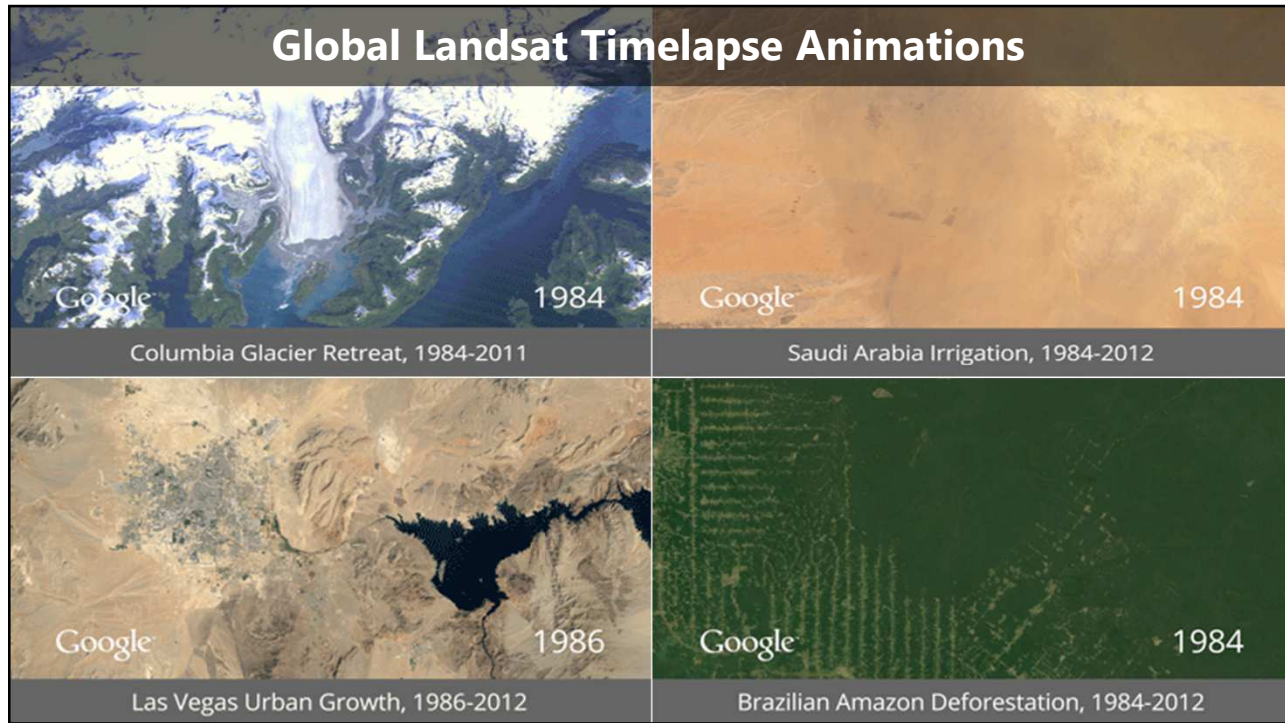 Global Landsat Timelapse Animations
Google
1984
Columbia Glacier Retreat, 1984-2011
Google
1984
Saudi Arabia Irrigation, 1984-2012
Google
1986
Las Vegas Urban Growth, 1986-2012
Google
1984
Brazilian Amazon Deforestation, 1984-2012